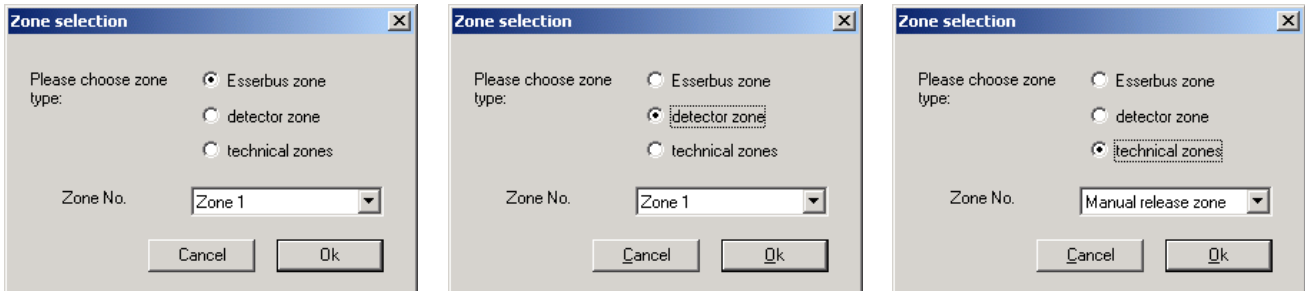 Zone selection
Please choose zone
type:
Esserbus zone
detector zone
technical zones
Zone No.
Zone 1
Cancel
Ok
Zone selection
Please choose zone
type:
Esserbus zone
detector zone
technical zones
Zone No.
Zone 1
Cancel
Ok
Zone selection
Please choose zone
type:
Esserbus zone
detector zone
technical zones
Zone No.
Manual release zone
Cancel
Ok